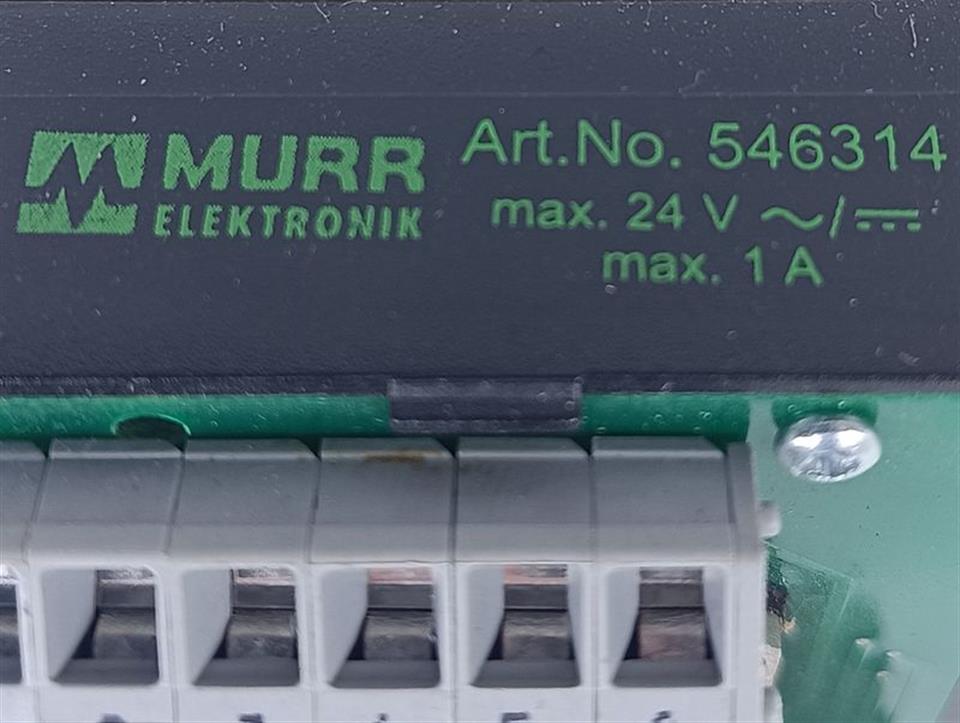 MURR
ELEKTRONIK
Art.No. 546314
max. 24 V ~/⎓
max. 1 A